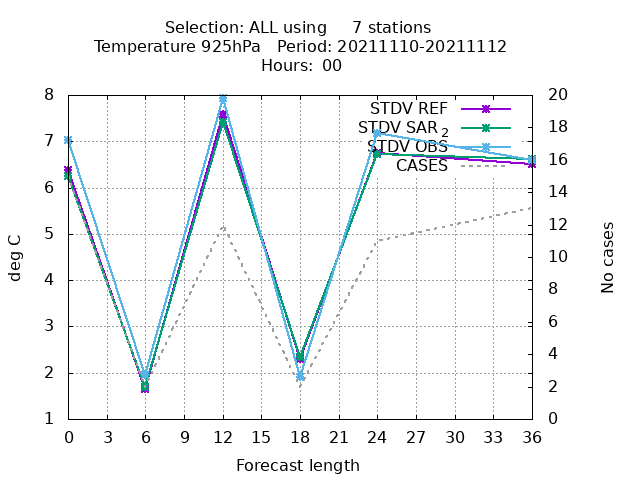 Selection: ALL using 7 stations
Temperature 925hPa Period: 20211110-20211112
Hours: 00
8 20
STDV REF
18
STDV SAR 2
7
STDV OBS
16
CASES
6 14
12
5
10
deg C
No cases
4 8
3 6
4
2
2
1 0
0 3 6 9 12 15 18 21 24 27 30 33 36
Forecast length